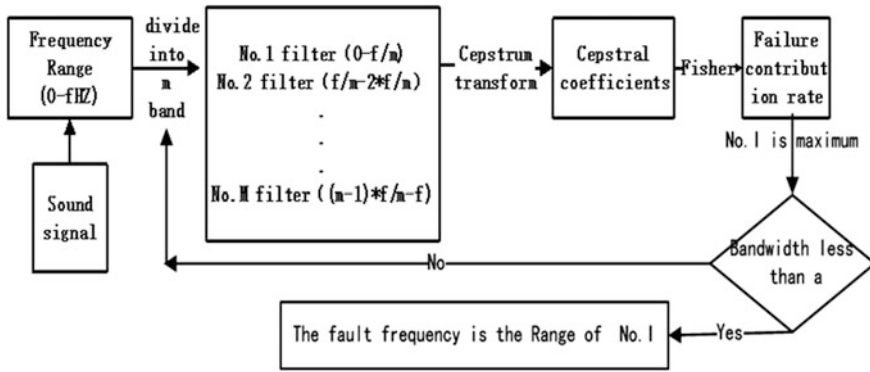 Frequency
Range
(0-fHZ)
Sound
signal
divide
into
m
band
No.1 filter (0-f/m)
No.2 filter (f/m-2*f/m)
.
.
.
No.M filter ((m-1)*f/m-f)
Cepstrum
transform
Cepstral
coefficients
Fisher
Failure
contribut
ion rate
No.I is maximum
Bandwidth less
than a
No
Yes
The fault frequency is the Range of No.I